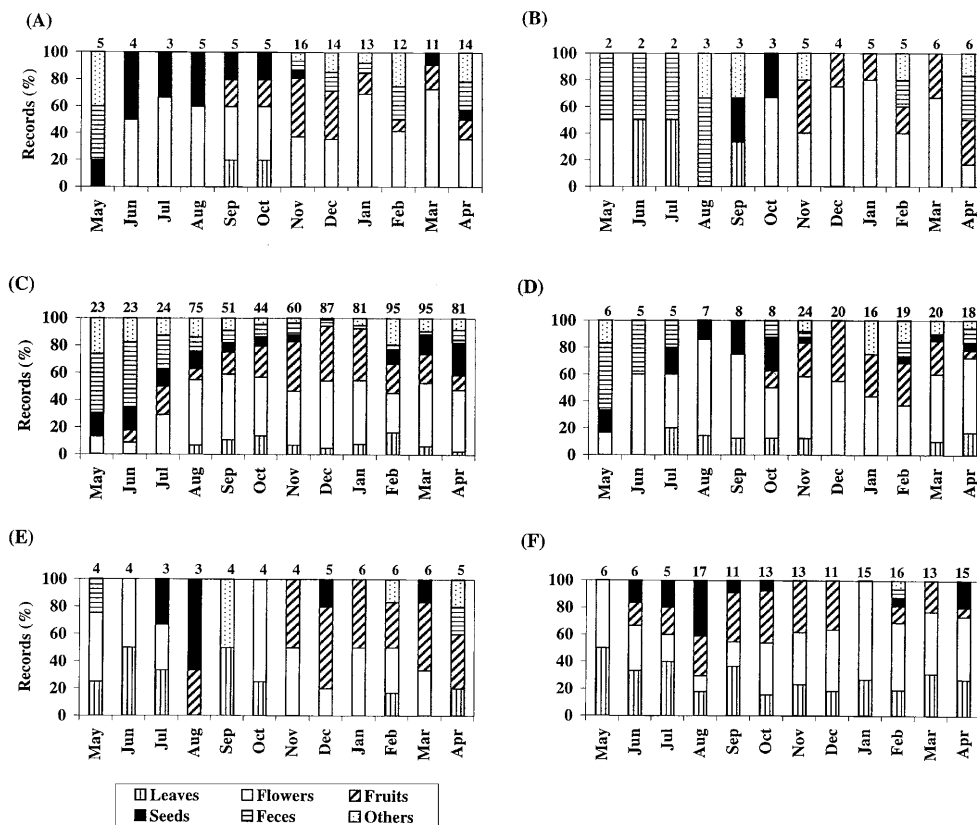 (A)
5 4 3 5 5 5 16 14 13 12 11 14
100
80
60
40
20
0
Records (%)
May Jun Jul Aug Sep Oct Nov Dec Jan Feb Mar Apr
(B)
2 2 2 3 3 3 5 4 5 5 6 6
100
80
60
40
20
0
May Jun Jul Aug Sep Oct Nov Dec Jan Feb Mar Apr
(C)
23 23 24 75 51 44 60 87 81 95 95 81
100
80
60
40
20
0
Records (%)
May Jun Jul Aug Sep Oct Nov Dec Jan Feb Mar Apr
(D)
6 5 5 7 8 8 24 20 16 19 20 18
100
80
60
40
20
0
May Jun Jul Aug Sep Oct Nov Dec Jan Feb Mar Apr
(E)
4 4 3 3 4 4 4 5 6 6 6 5
100
80
60
40
20
0
Records (%)
May Jun Jul Aug Sep Oct Nov Dec Jan Feb Mar Apr
(F)
6 6 5 17 11 13 13 11 15 16 13 15
100
80
60
40
20
0
May Jun Jul Aug Sep Oct Nov Dec Jan Feb Mar Apr
Leaves Flowers Fruits
Seeds Feces Others